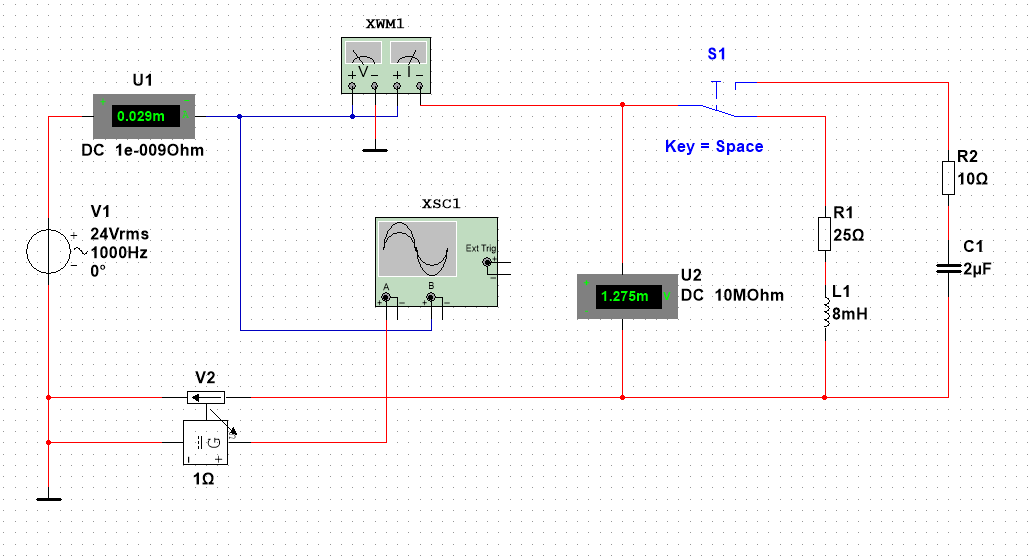 XWM1
V
I
U1
0.029m
A
DC 1e-009Ohm
S1
Key = Space
V1
24Vrms
1000Hz
0°
XSC1
Ext Trig
A
B
R2
10Ω
R1
25Ω
C1
2µF
U2
DC 10MOhm
1.275m
V
L1
8mH
V2
G
1Ω